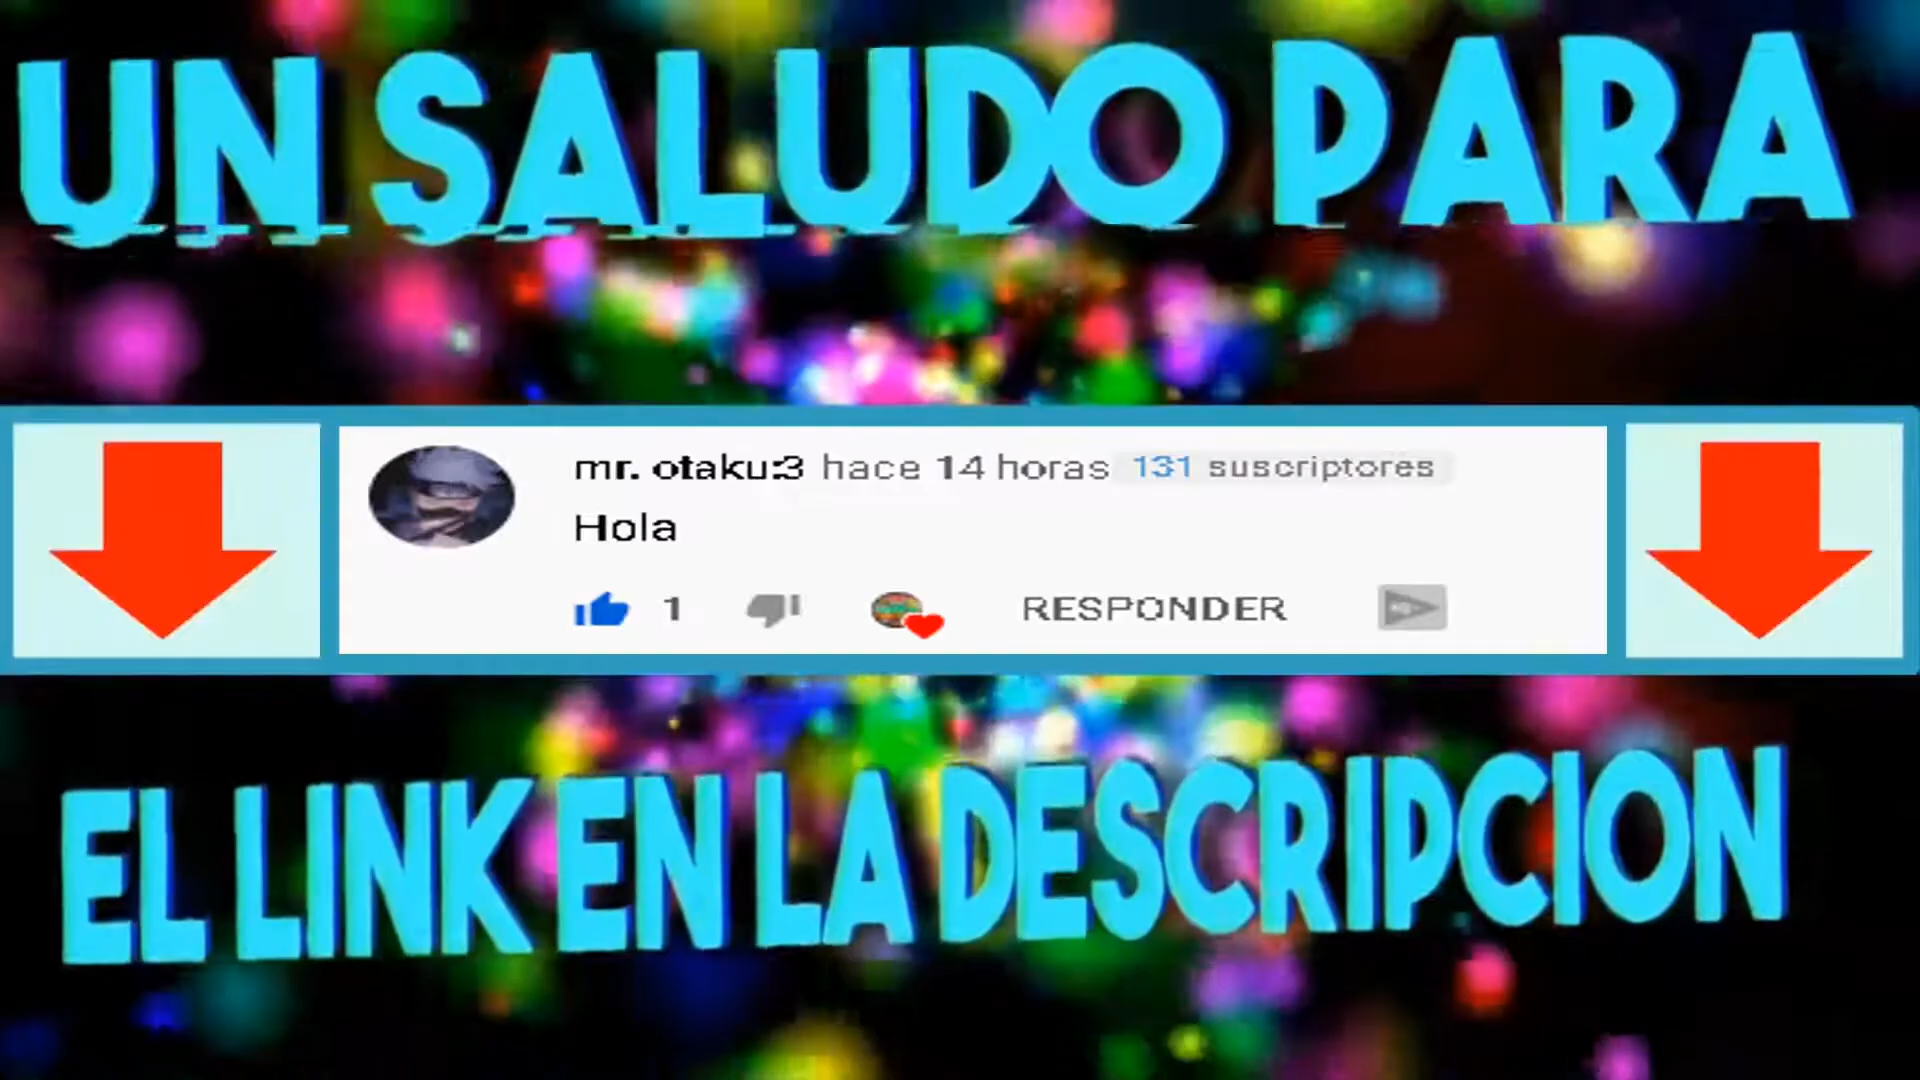 UN SALUDO PARA
mr. otaku:3 hace 14 horas 131 suscriptores
Hola
1 RESPONDER
EL LINK EN LA DESCRIPCION